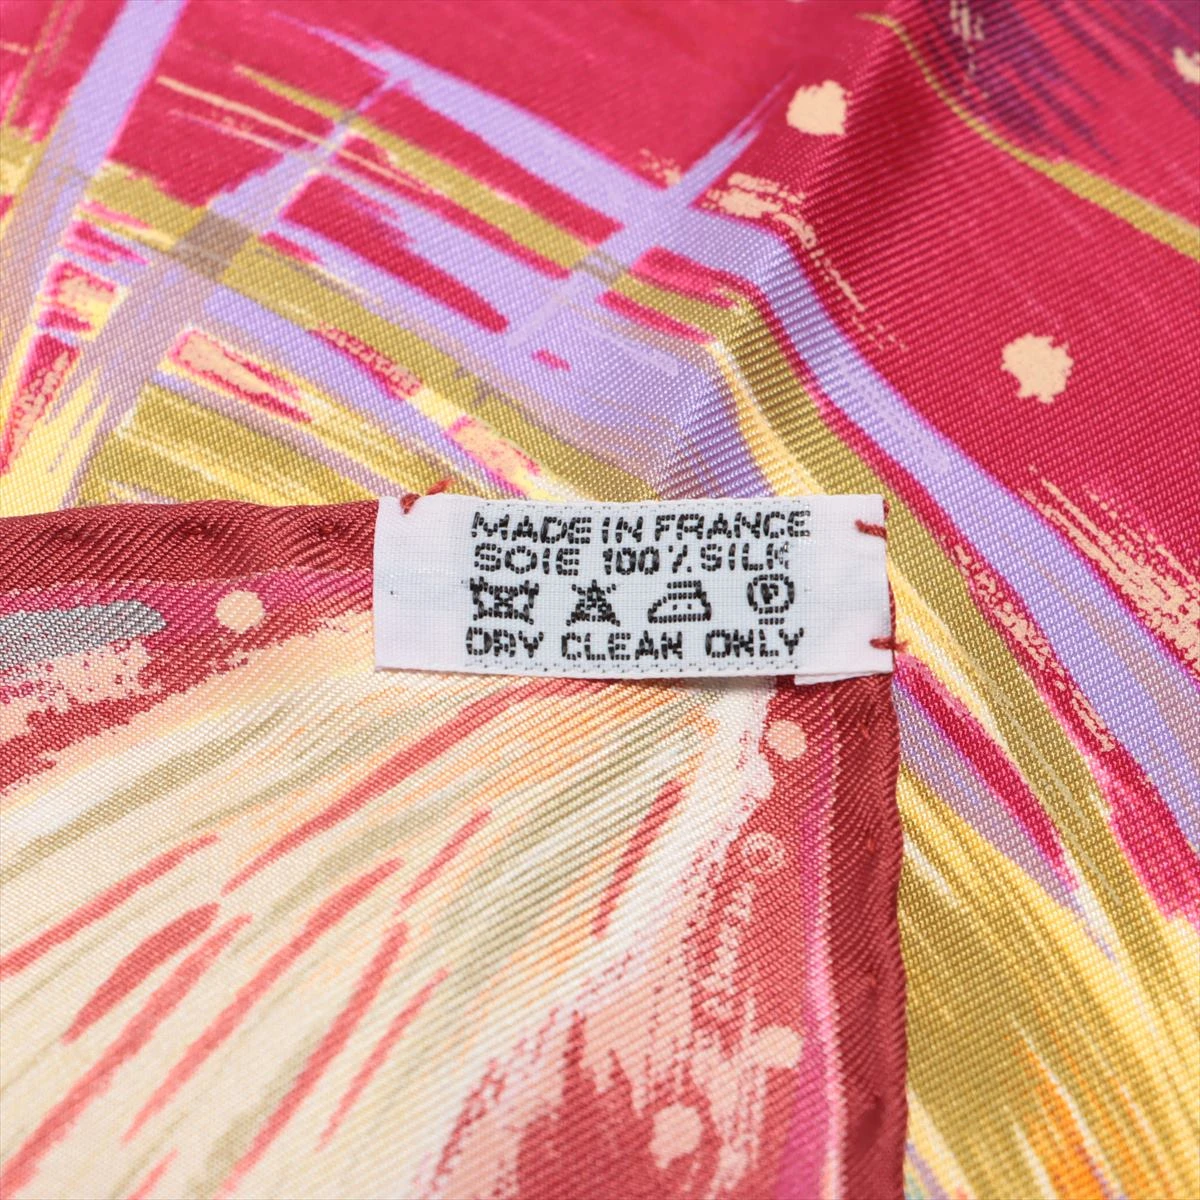 MADE IN FRANCE
SOIE 100% SILK
DRY CLEAN ONLY